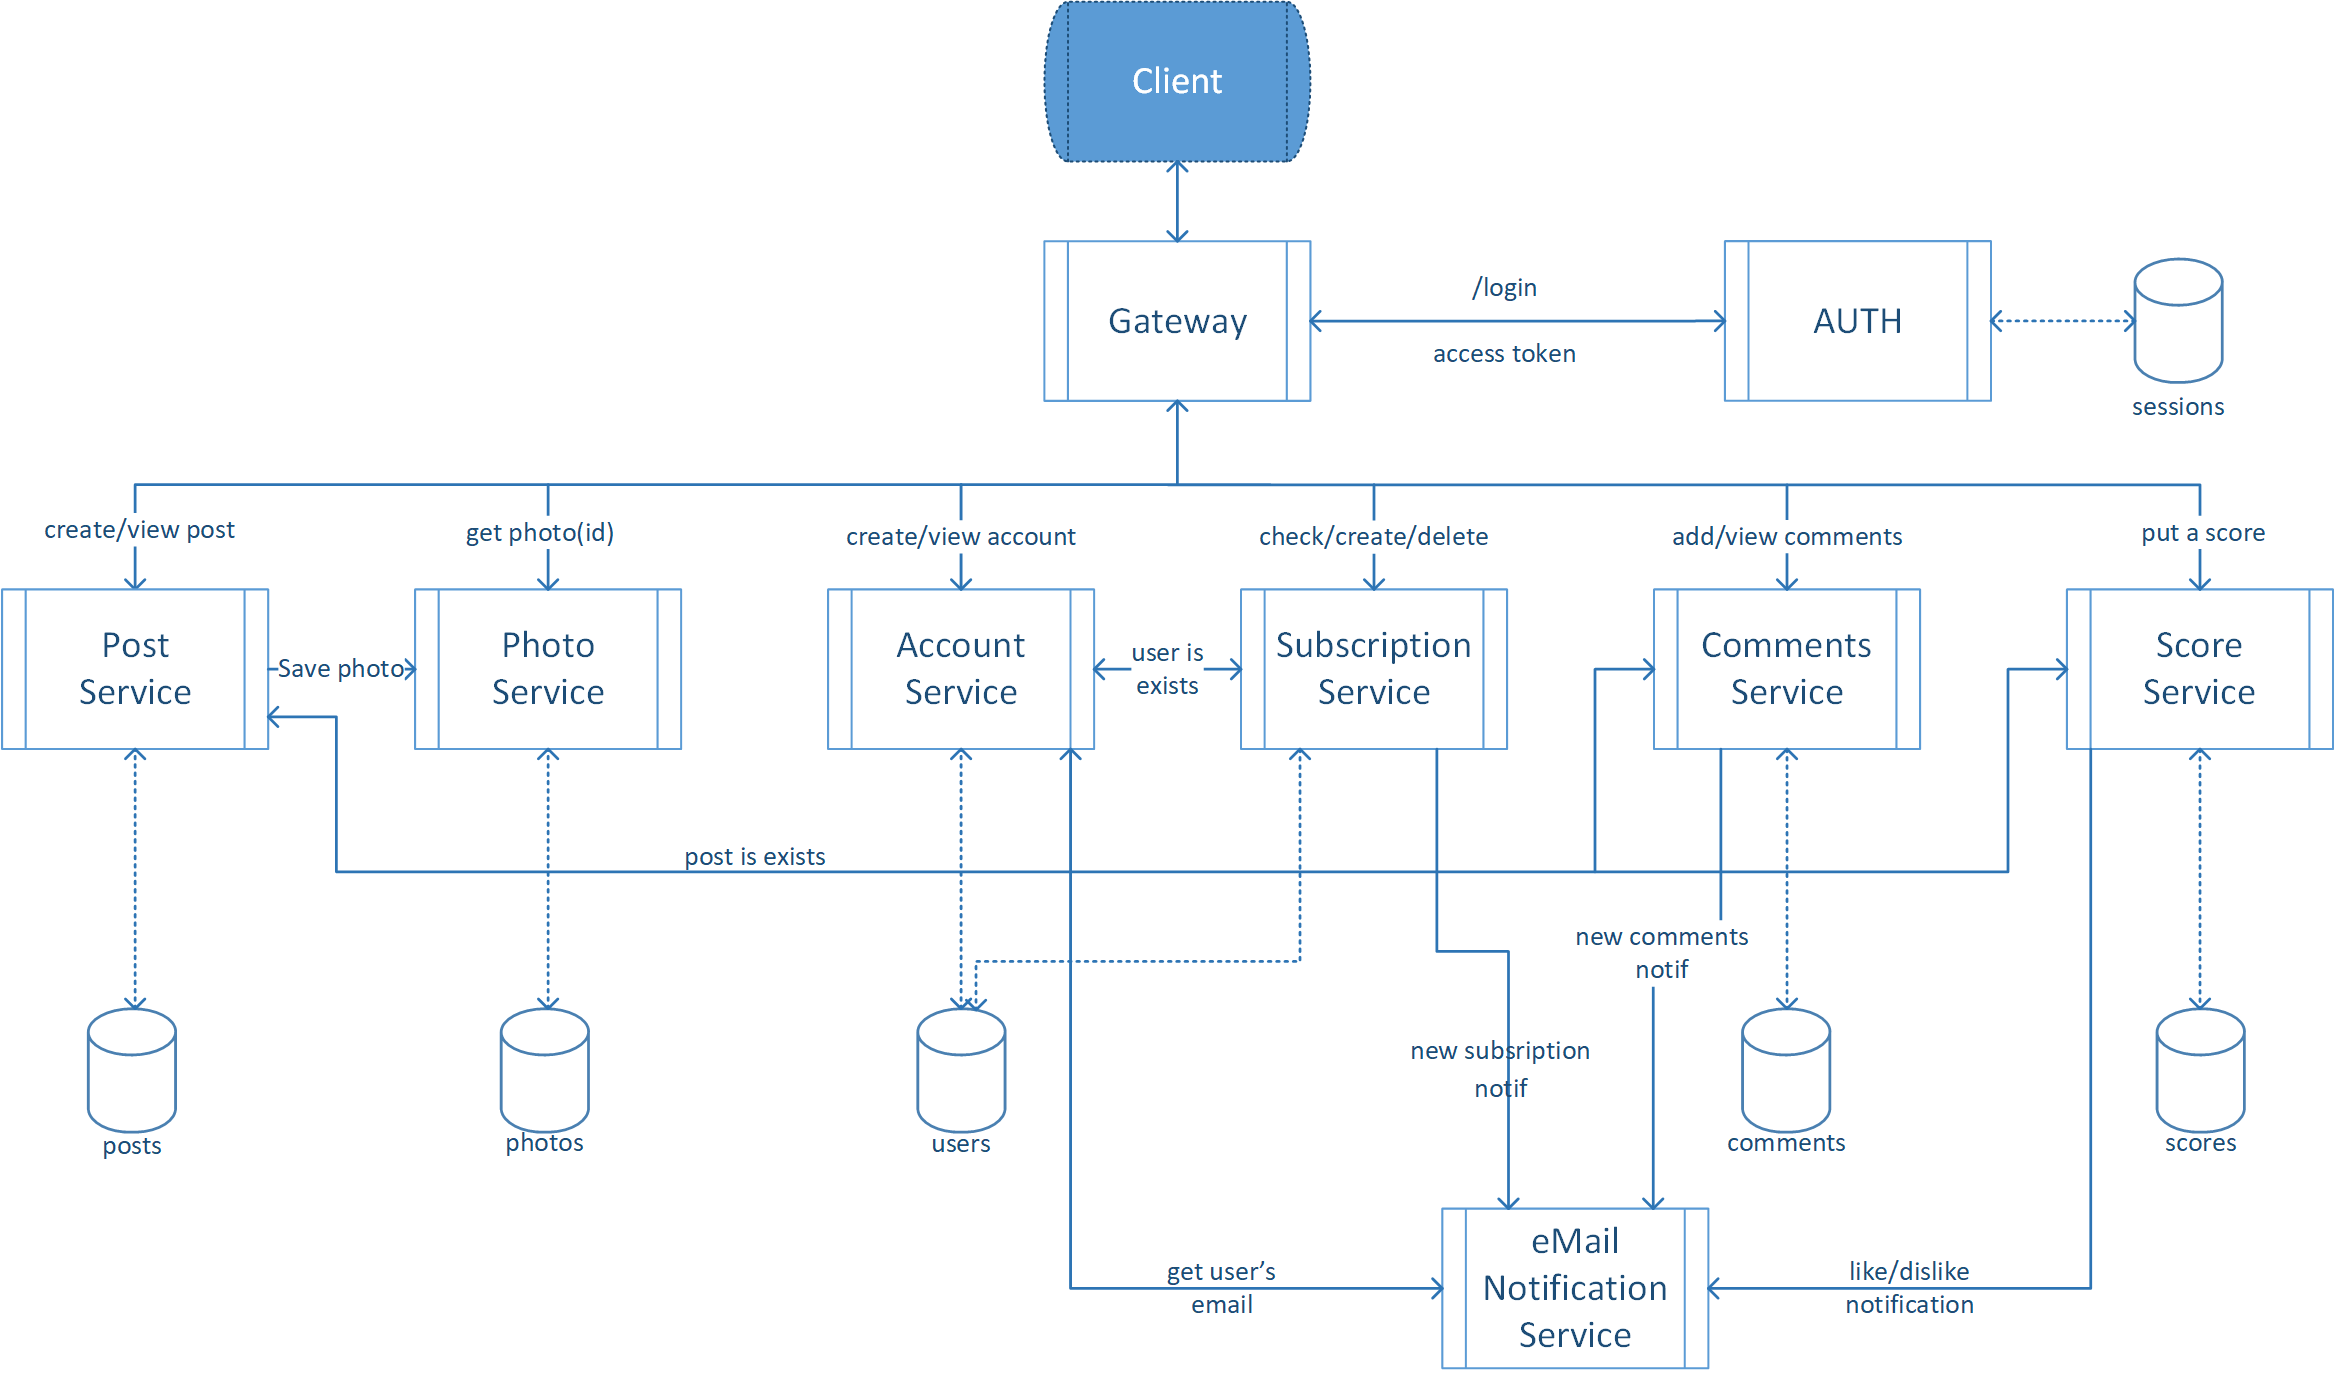 Client
Gateway
/login
access token
AUTH
sessions
create/view post
get photo(id)
create/view account
check/create/delete
add/view comments
put a score
Post
Service
Save photo
Photo
Service
Account
Service
user is
exists
Subscription
Service
Comments
Service
Score
Service
post is exists
new comments
notif
new subsription
notif
posts
photos
users
comments
scores
get user’s
email
eMail
Notification
Service
like/dislike
notification